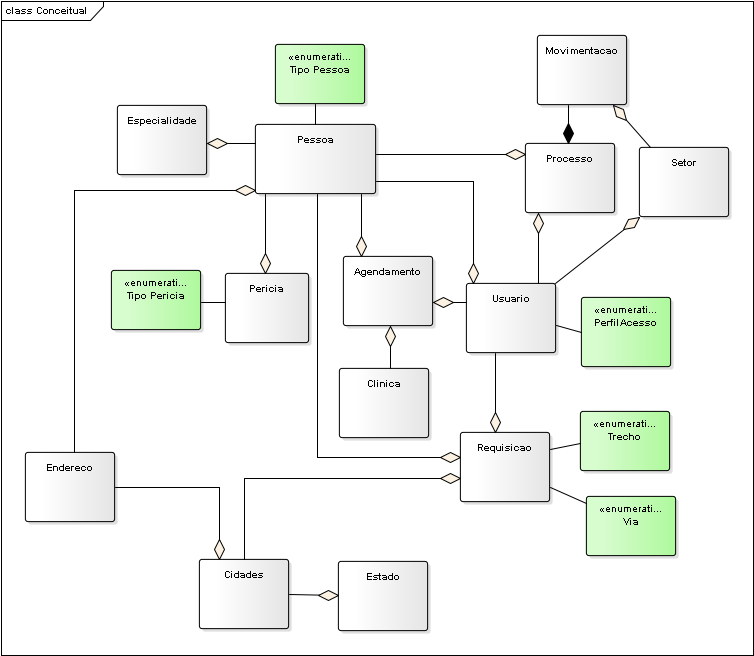 class Conceitual
Movimentacao
«enumerati...
Tipo Pessoa
Especialidade
Pessoa
Processo
Setor
«enumerati...
Tipo Pericia
Pericia
Agendamento
Usuario
«enumerati...
PerfilAcesso
Clinica
«enumerati...
Trecho
Requisicao
Endereco
«enumerati...
Via
Cidades
Estado